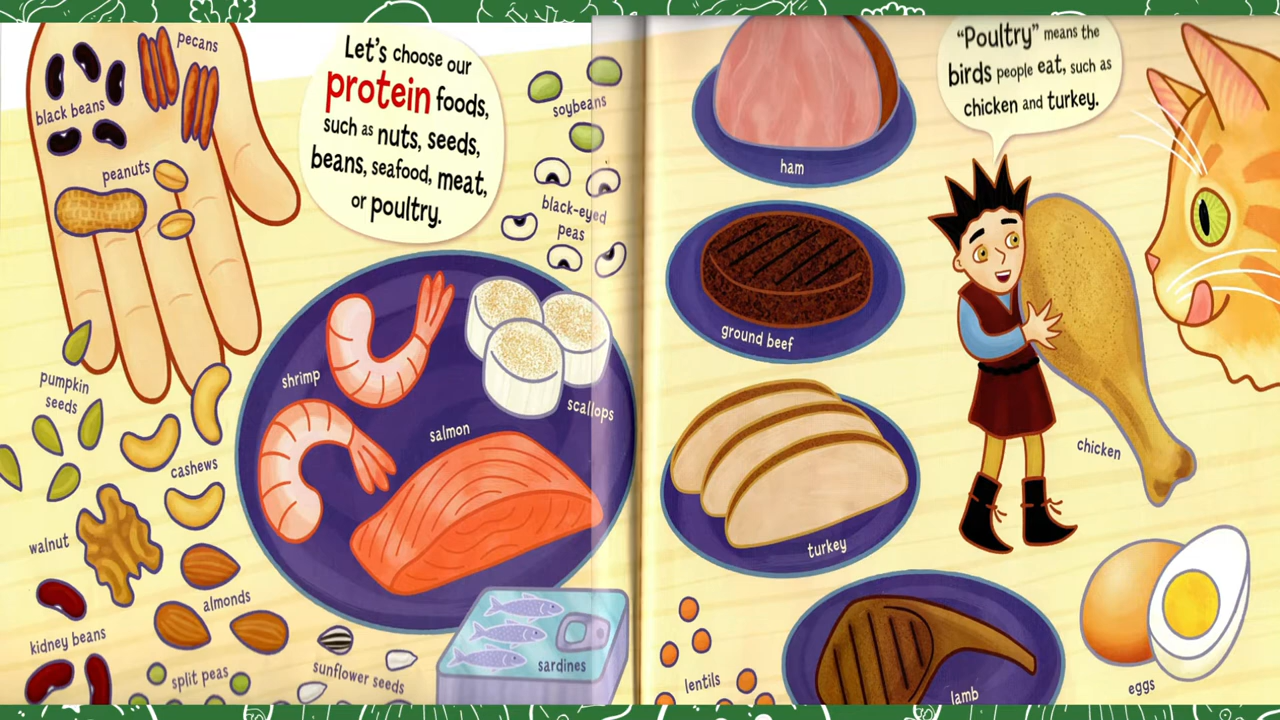 pecans
black beans
peanuts
Let's choose our
protein foods,
such as nuts, seeds,
beans, seafood, meat,
or poultry.
soybeans
black-eyed
peas
pumpkin
seeds
cashews
walnut
almonds
kidney beans
split peas
sunflower seeds
shrimp
scallops
salmon
sardines
ham
ground beef
turkey
lentils
lamb
"Poultry" means the
birds people eat, such as
chicken and turkey.
chicken
eggs